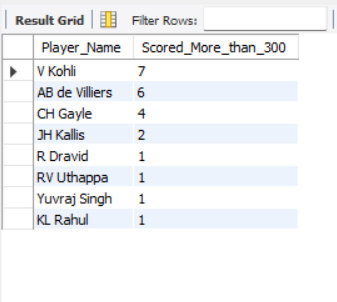 Result Grid Filter Rows:
Player_Name Scored_More_than_300
V Kohli 7
AB de Villiers 6
CH Gayle 4
JH Kallis 2
R Dravid 1
RV Uthappa 1
Yuvraj Singh 1
KL Rahul 1